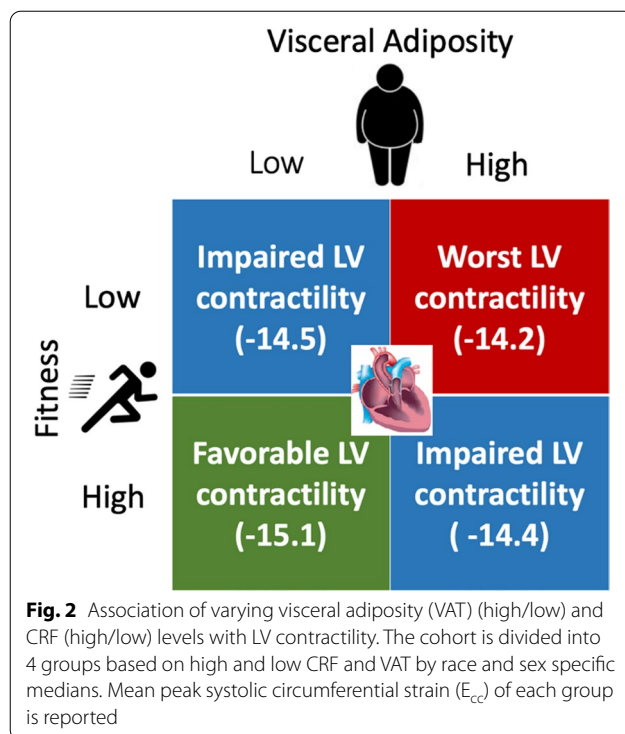 Visceral Adiposity
Low High
Fitness
Low
Impaired LV
contractility
(-14.5)
Worst LV
contractility
(-14.2)
High
Favorable LV
contractility
(-15.1)
Impaired LV
contractility
( -14.4)
Fig. 2 Association of varying visceral adiposity (VAT) (high/low) and
CRF (high/low) levels with LV contractility. The cohort is divided into
4 groups based on high and low CRF and VAT by race and sex specific
medians. Mean peak systolic circumferential strain (Ecc) of each group
is reported